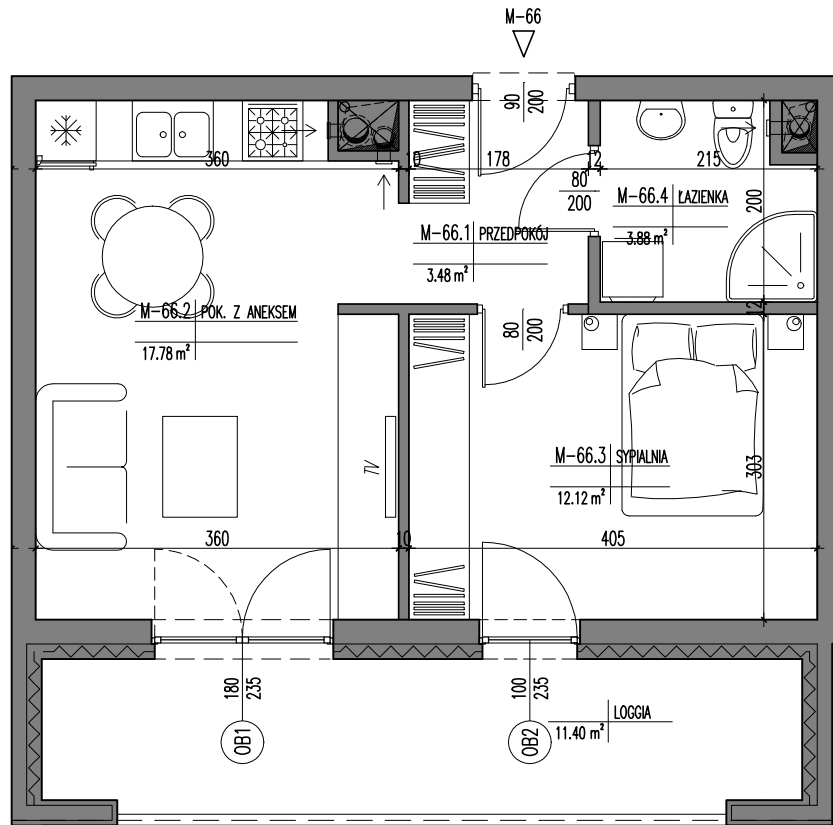 M-66
90
200
360
10
178
12
215
80
200
M-66.4 ŁAZIENKA
3.88 m²
200
M-66.1 PRZEDPOKÓJ
3.48 m²
12
M-66.2 POK. Z ANEKSEM
17.78 m²
80
200
TV
M-66.3 SYPIALNIA
12.12 m²
303
360
10
405
180
235
100
235
LOGGIA
11.40 m²
OB1
OB2